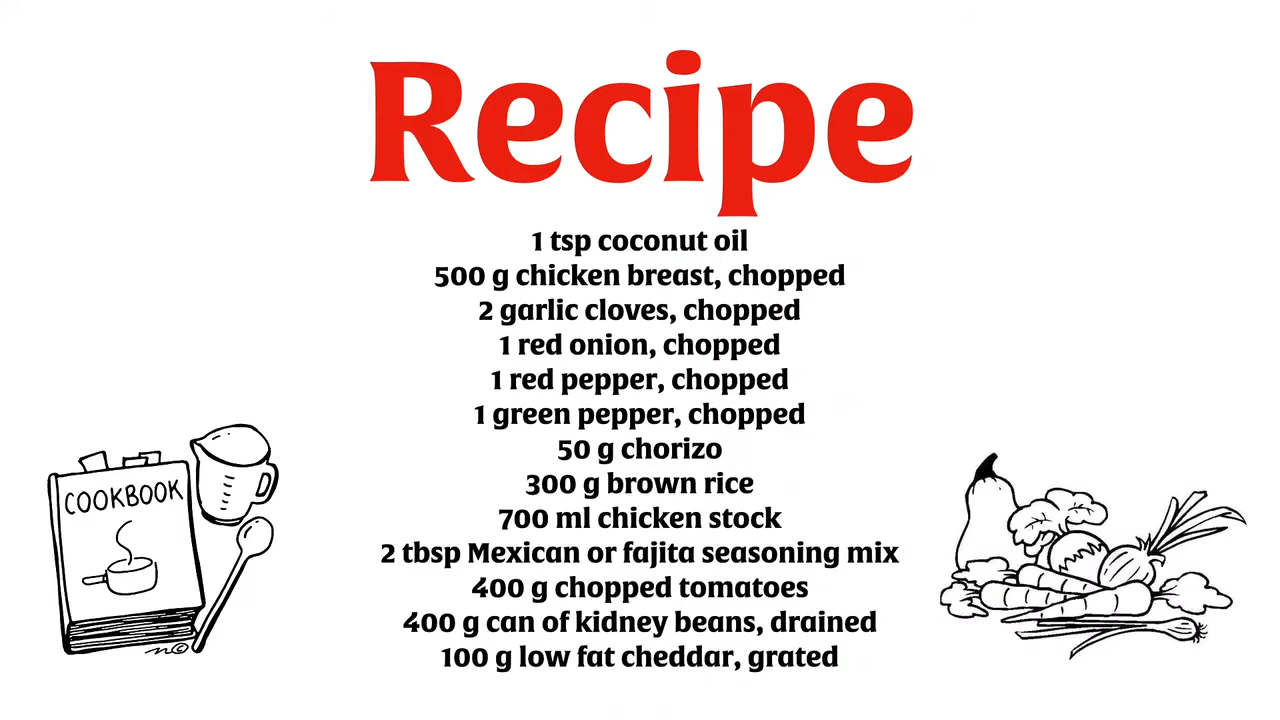 Recipe
1 tsp coconut oil
500 g chicken breast, chopped
2 garlic cloves, chopped
1 red onion, chopped
1 red pepper, chopped
1 green pepper, chopped
50 g chorizo
300 g brown rice
700 ml chicken stock
2 tbsp Mexican or fajita seasoning mix
400 g chopped tomatoes
400 g can of kidney beans, drained
100 g low fat cheddar, grated
COOKBOOK